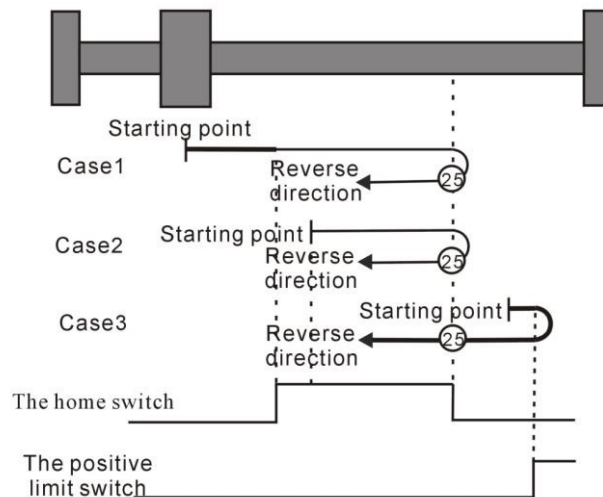 Starting point
Case1
Reverse
direction
25
Case2
Starting point
Reverse
direction
25
Case3
Starting point
Reverse
direction
25
The home switch
The positive
limit switch